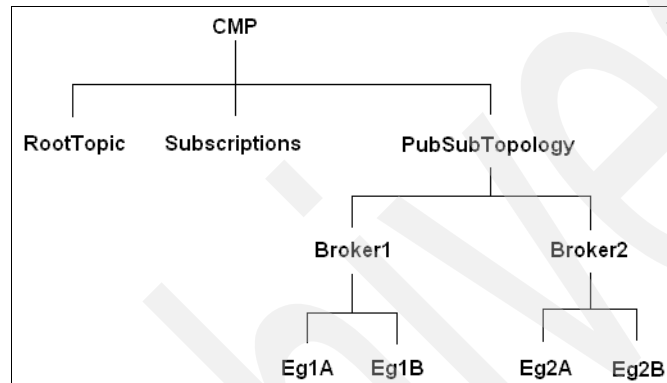 CMP
RootTopic Subscriptions PubSubTopology
Broker1 Broker2
Eg1A Eg1B Eg2A Eg2B